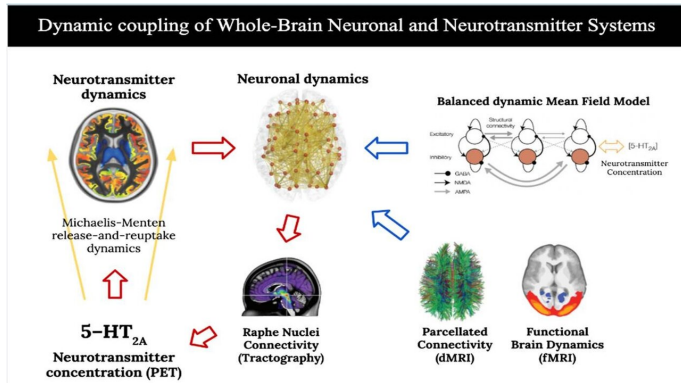 Dynamic coupling of Whole-Brain Neuronal and Neurotransmitter Systems
Neurotransmitter
dynamics
Neuronal dynamics
Balanced dynamic Mean Field Model
Structural
connectivity
Excitatory
Inhibitory
GABA
NMDA
AMPA
[5-HT2A]
Neurotransmitter
Concentration
Michaelis-Menten
release-and-reuptake
dynamics
5-HT2A
Neurotransmitter
concentration (PET)
Raphe Nuclei
Connectivity
(Tractography)
Parcellated
Connectivity
(dMRI)
Functional
Brain Dynamics
(fMRI)